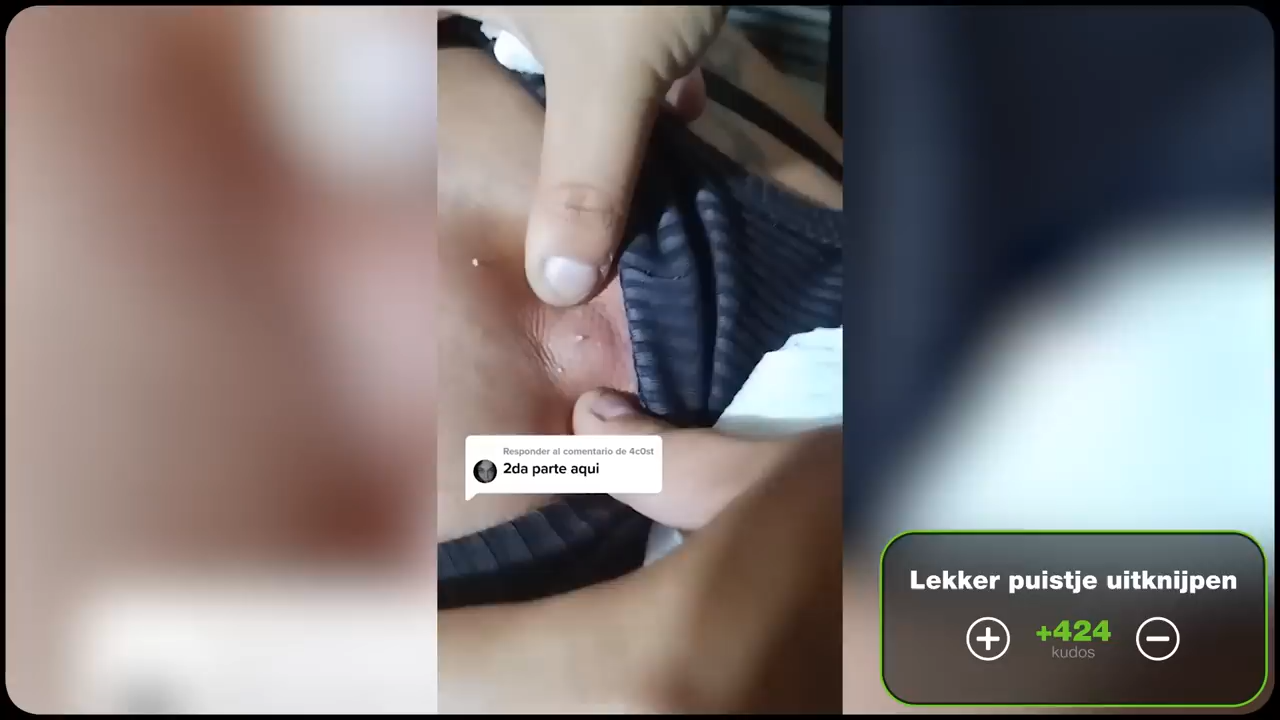 Responder al comentario de 4c0st
2da parte aqui
Lekker puistje uitknijpen
+424
kudos